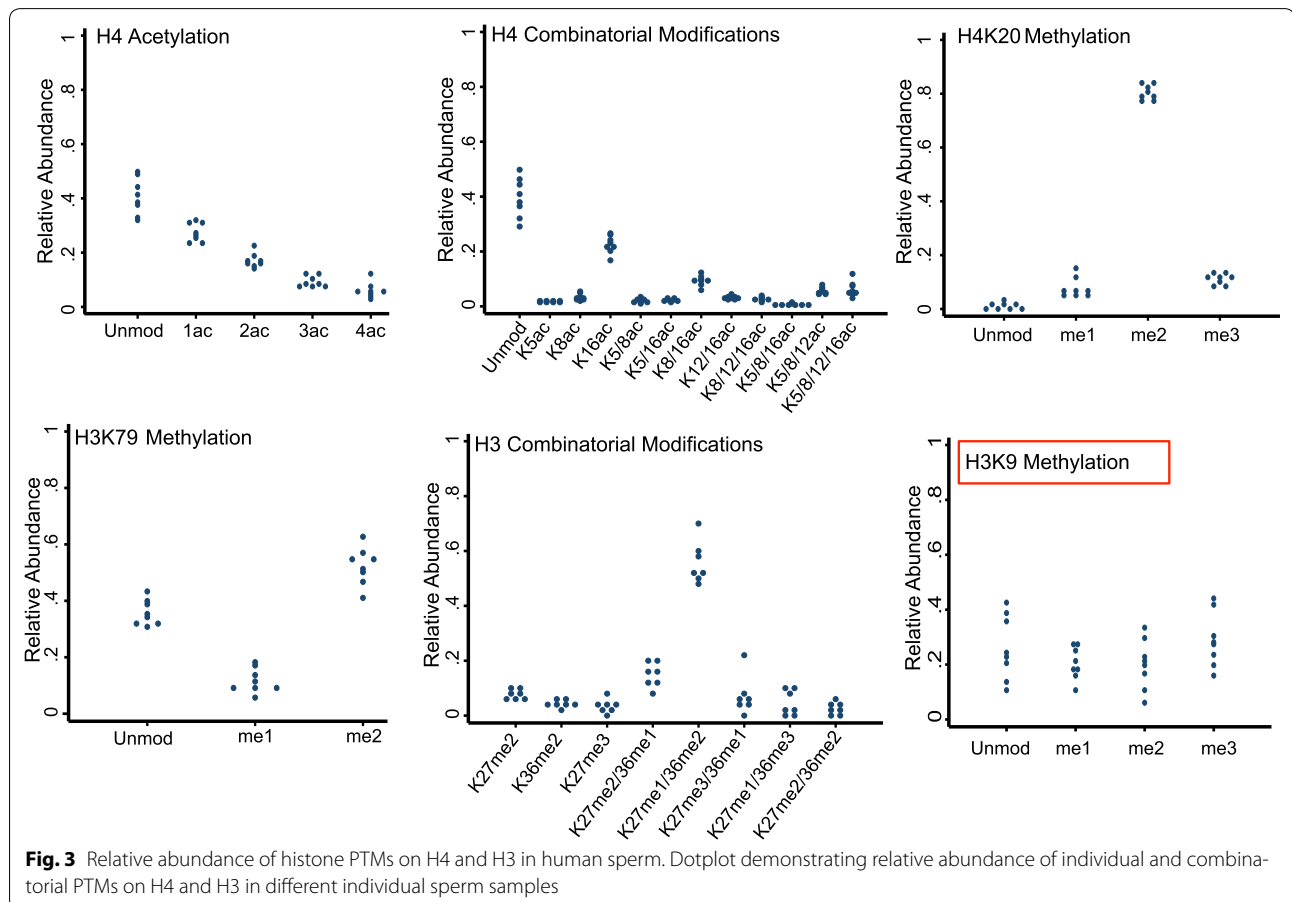 H4 Acetylation
Relative Abundance
1
.8
.6
.4
.2
0
Unmod 1ac 2ac 3ac 4ac
H4 Combinatorial Modifications
Relative Abundance
1
.8
.6
.4
.2
0
Unmod
K5ac
K8ac
K16ac
K5/8ac
K5/16ac
K8/16ac
K12/16ac
K8/12/16ac
K5/8/16ac
K5/8/12ac
K5/8/12/16ac
H4K20 Methylation
Relative Abundance
1
.8
.6
.4
.2
0
Unmod me1 me2 me3
H3K79 Methylation
Relative Abundance
1
.8
.6
.4
.2
0
Unmod me1 me2
H3 Combinatorial Modifications
Relative Abundance
1
.8
.6
.4
.2
0
K27me2
K36me2
K27me3
K27me2/36me1
K27me1/36me2
K27me3/36me1
K27me1/36me3
K27me2/36me2
H3K9 Methylation
Relative Abundance
1
.8
.6
.4
.2
0
Unmod me1 me2 me3
Fig. 3 Relative abundance of histone PTMs on H4 and H3 in human sperm. Dotplot demonstrating relative abundance of individual and combina-
torial PTMs on H4 and H3 in different individual sperm samples